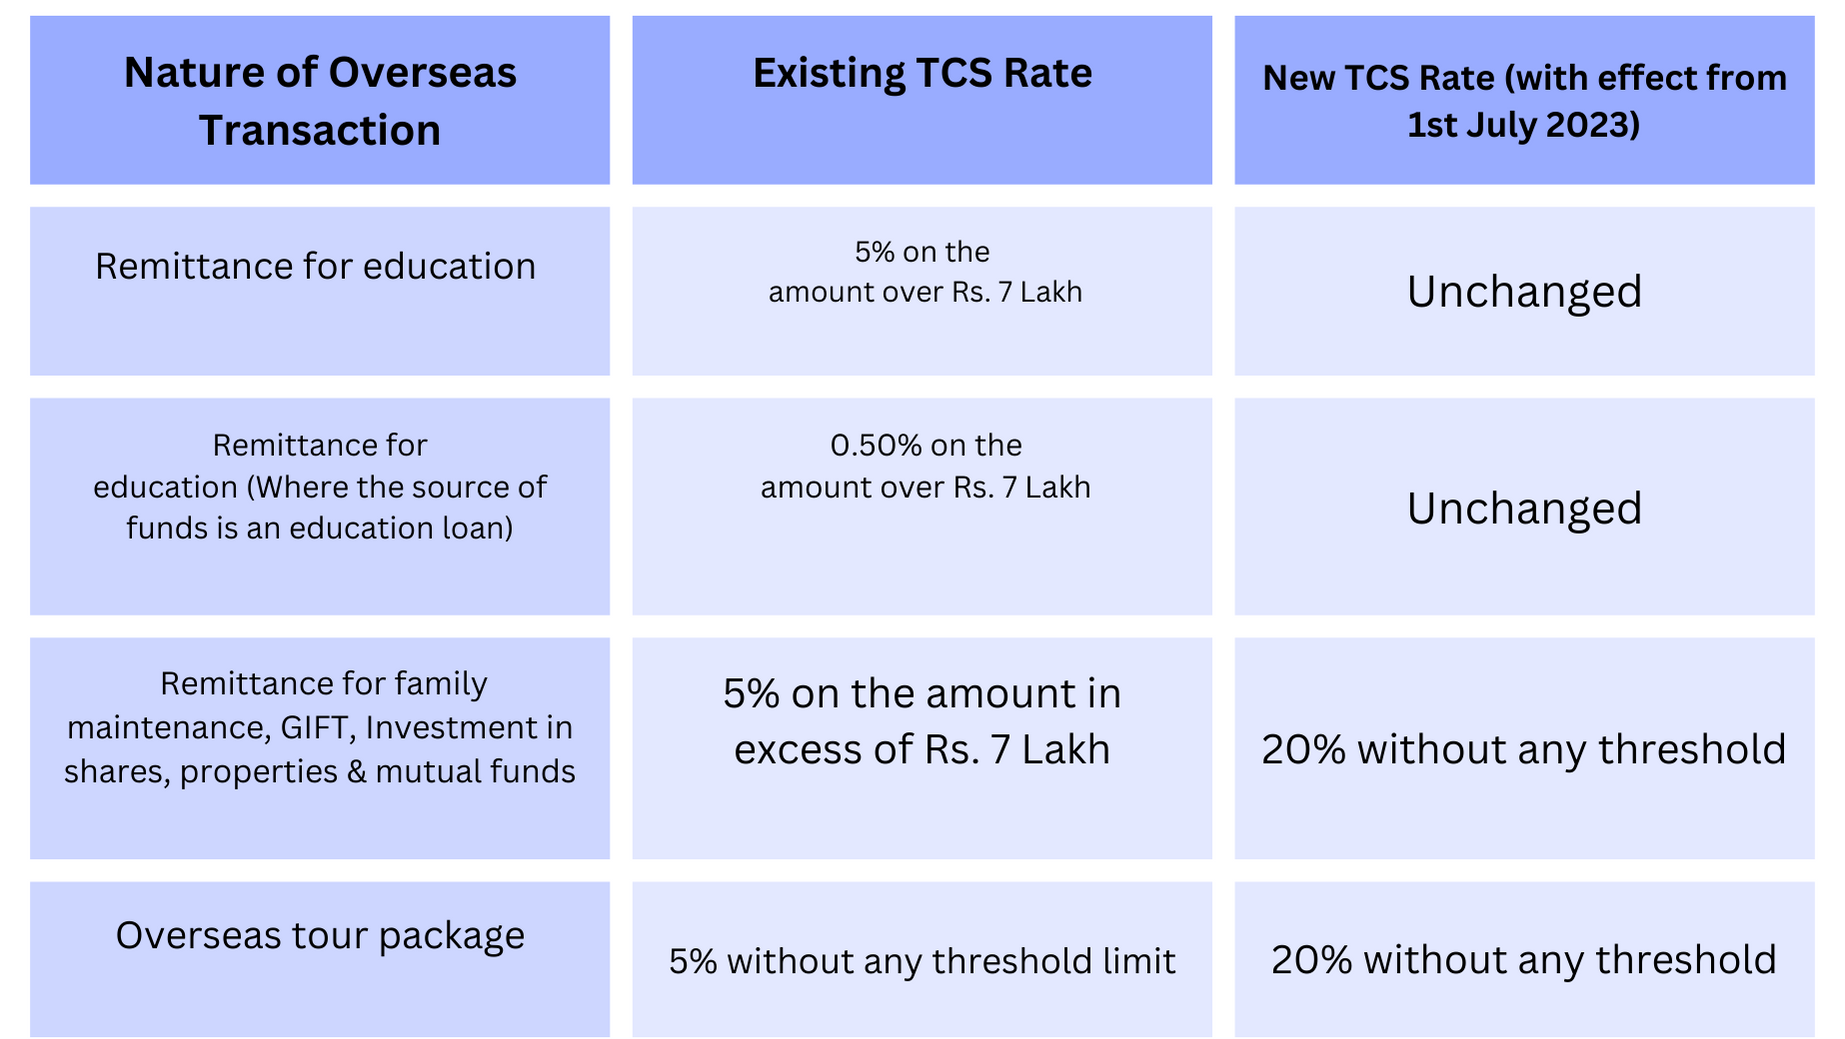 Nature of Overseas
Transaction
Existing TCS Rate
New TCS Rate (with effect from
1st July 2023)
Remittance for education
5% on the
amount over Rs. 7 Lakh
Unchanged
Remittance for
education (Where the source of
funds is an education loan)
0.50% on the
amount over Rs. 7 Lakh
Unchanged
Remittance for family
maintenance, GIFT, Investment in
shares, properties & mutual funds
5% on the amount in
excess of Rs. 7 Lakh
20% without any threshold
Overseas tour package
5% without any threshold limit
20% without any threshold